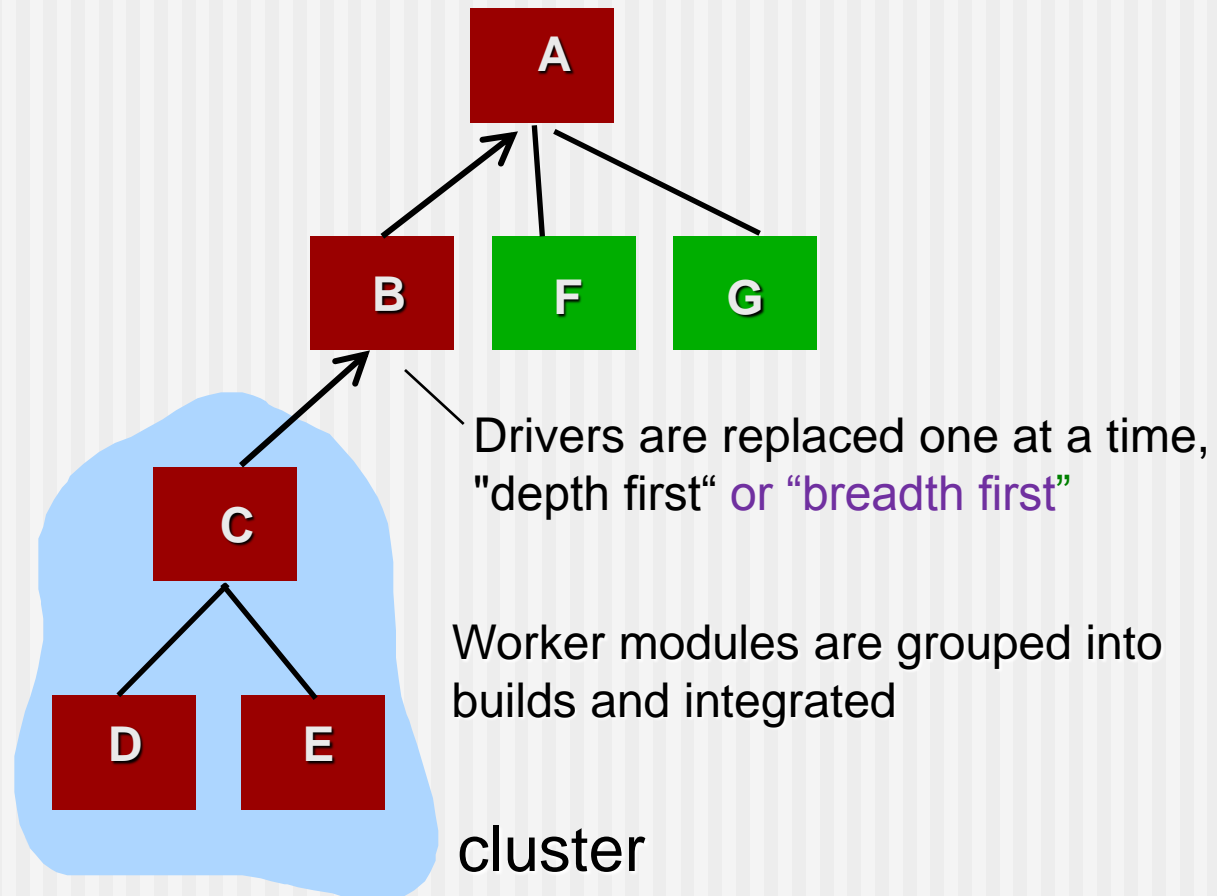 A
B
F
G
Drivers are replaced one at a time,
"depth first“ or “breadth first”
C
Worker modules are grouped into
builds and integrated
D
E
cluster